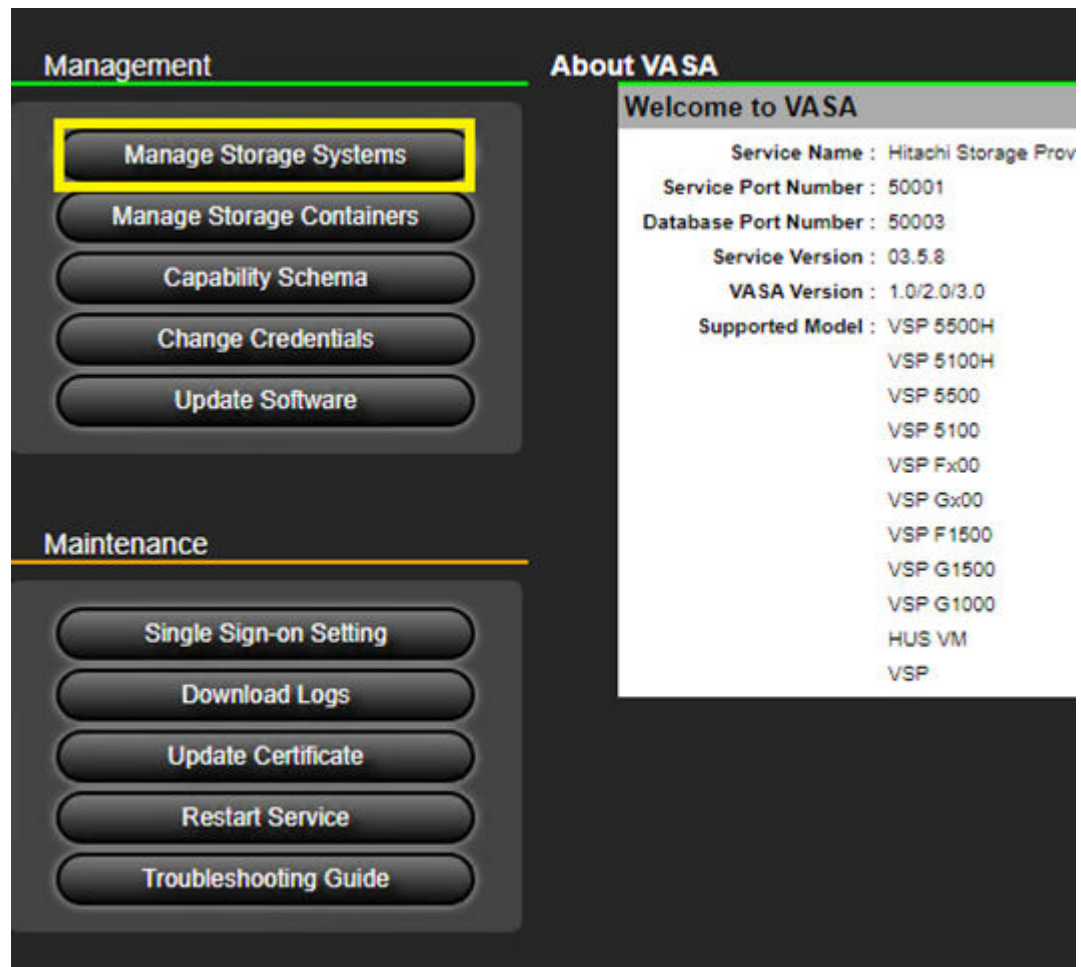 Management
Manage Storage Systems
Manage Storage Containers
Capability Schema
Change Credentials
Update Software
Maintenance
Single Sign-on Setting
Download Logs
Update Certificate
Restart Service
Troubleshooting Guide
About VASA
Welcome to VASA
Service Name : Hitachi Storage Prov
Service Port Number : 50001
Database Port Number : 50003
Service Version : 03.5.8
VASA Version : 1.0/2.0/3.0
Supported Model : VSP 5500H
VSP 5100H
VSP 5500
VSP 5100
VSP Fx00
VSP Gx00
VSP F1500
VSP G1500
VSP G1000
HUS VM
VSP